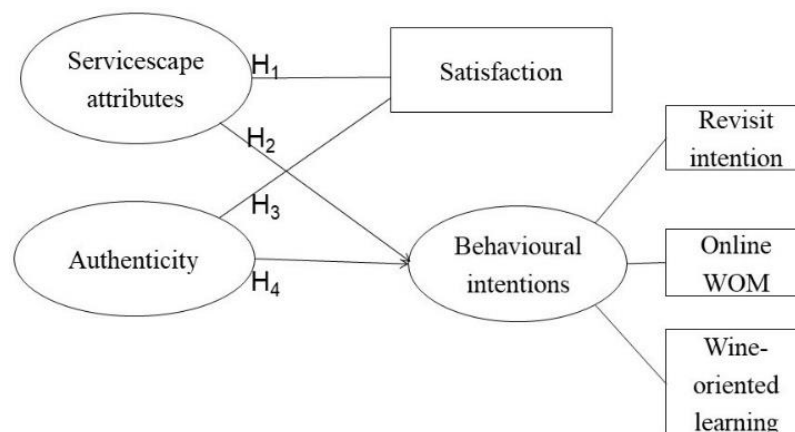 Servicescape
attributes
H₁
Satisfaction
H₂
Revisit
intention
H₃
Authenticity
H₄
Behavioural
intentions
Online
WOM
Wine-
oriented
learning